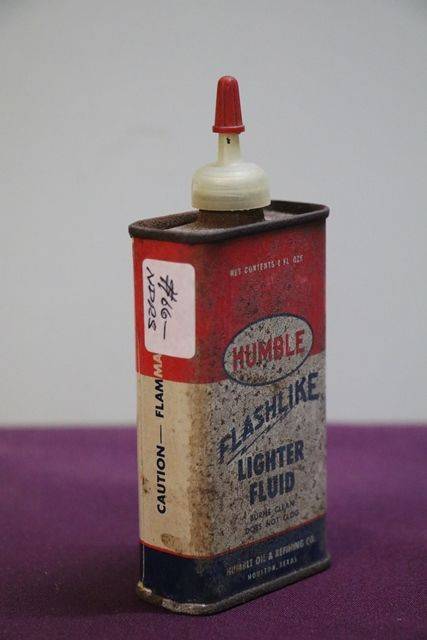 NET CONTENTS 4 FL OZS
HUMBLE
FLASHLIKE
LIGHTER
FLUID
BURNS CLEAN
DOES NOT CLOG
HUMBLE OIL & REFINING CO.
HOUSTON, TEXAS
CAUTION — FLAMMA